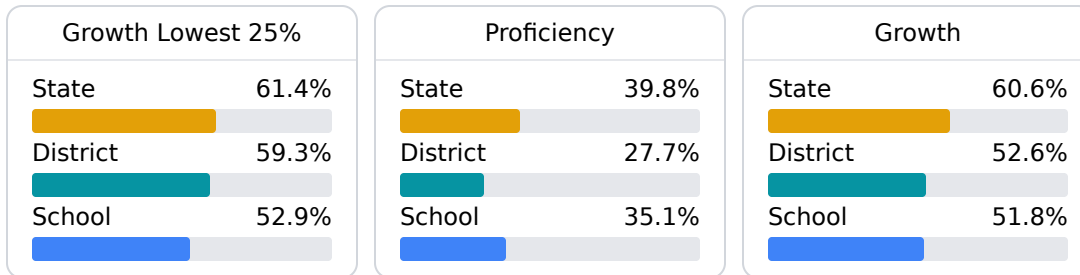 Growth Lowest 25%
State 61.4%
District 59.3%
School 52.9%
Proficiency
State 39.8%
District 27.7%
School 35.1%
Growth
State 60.6%
District 52.6%
School 51.8%